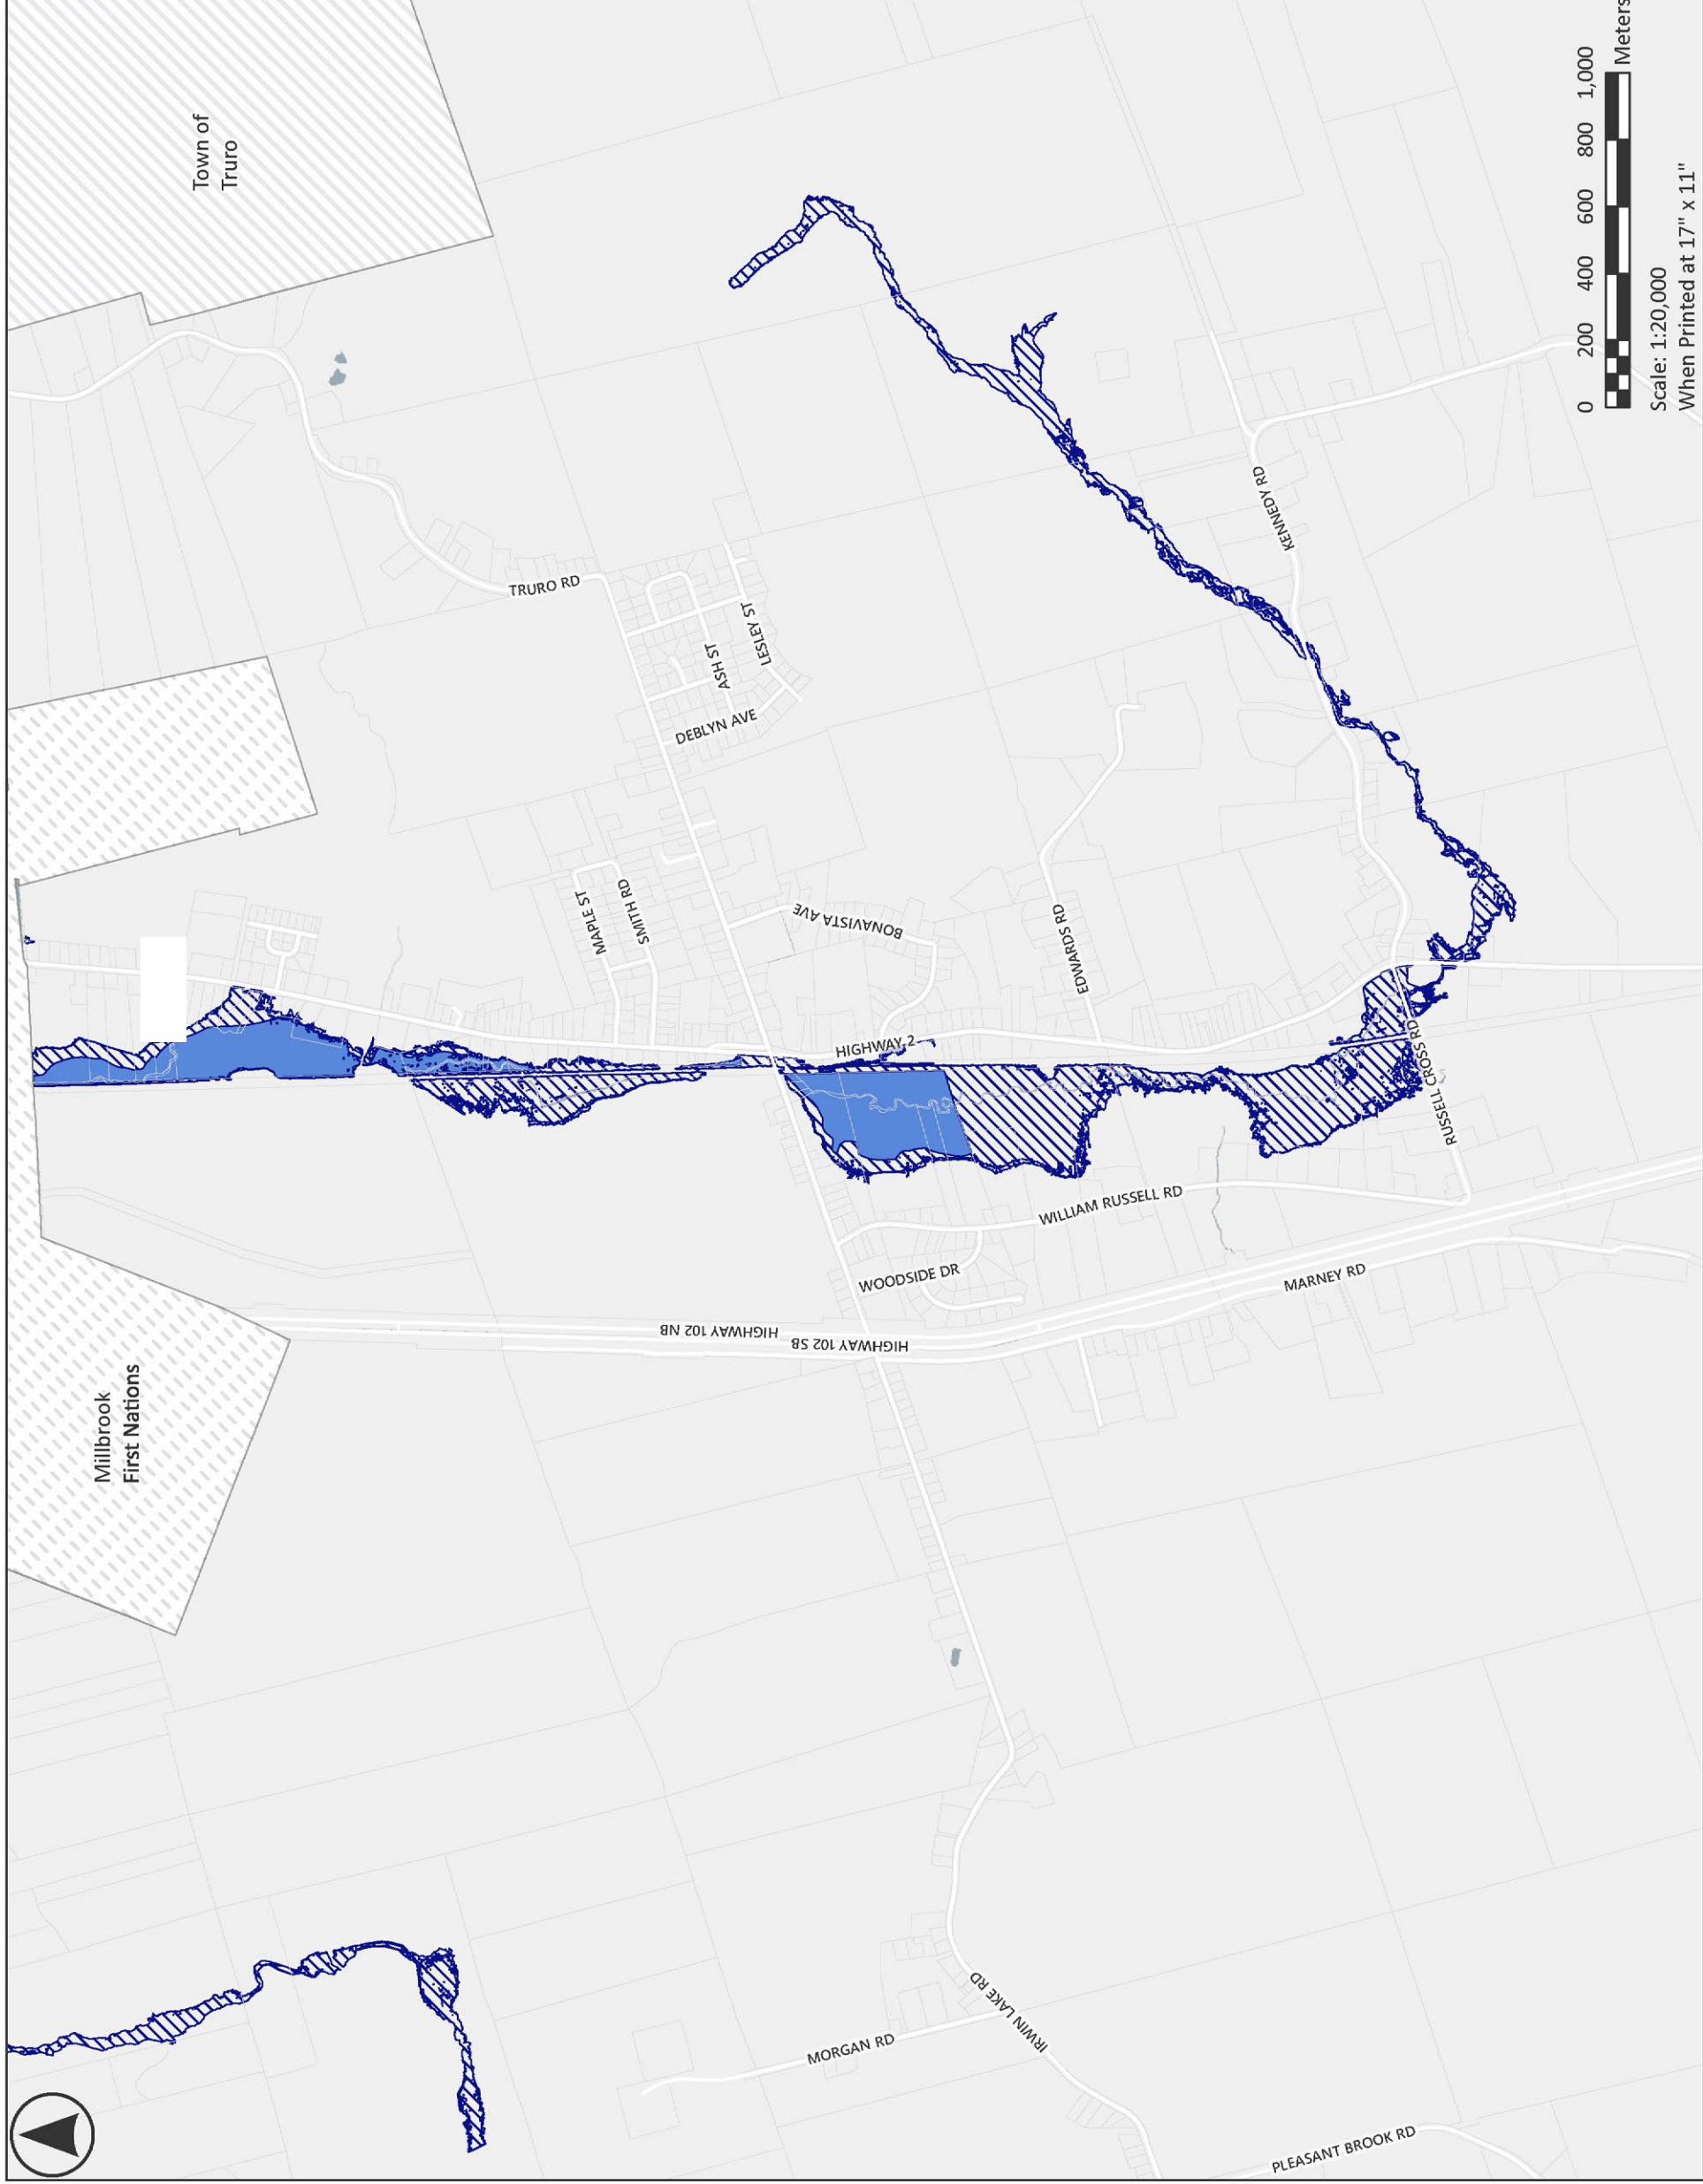 Town of
Truro
Millbrook
First Nations
TRURO RD
ASH ST
LESLEY ST
DEBLYN AVE
MAPLE ST
SMITH RD
BONAVISTA AVE
EDWARDS RD
KENNEDY RD
HIGHWAY 2
RUSSELL CROSS RD
WILLIAM RUSSELL RD
WOODSIDE DR
MARNEY RD
HIGHWAY 102 NB
HIGHWAY 102 SB
MORGAN RD
IRWIN LAKE RD
PLEASANT BROOK RD
0 200 400 600 800 1,000
Meters
Scale: 1:20,000
When Printed at 17" x 11"